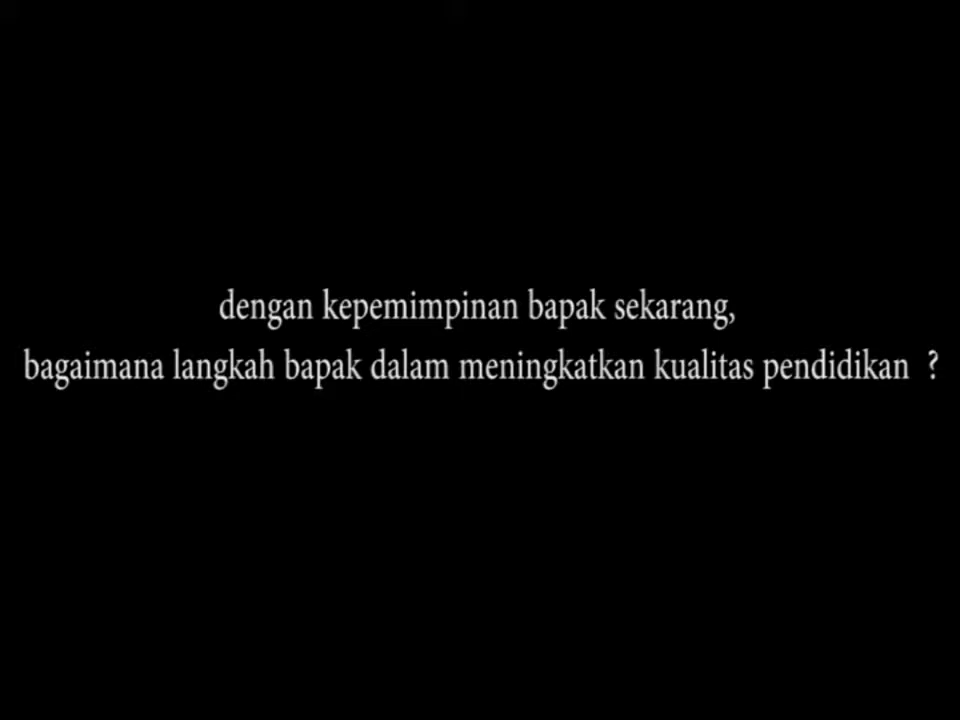 dengan kepemimpinan bapak sekarang,
bagaimana langkah bapak dalam meningkatkan kualitas pendidikan ?